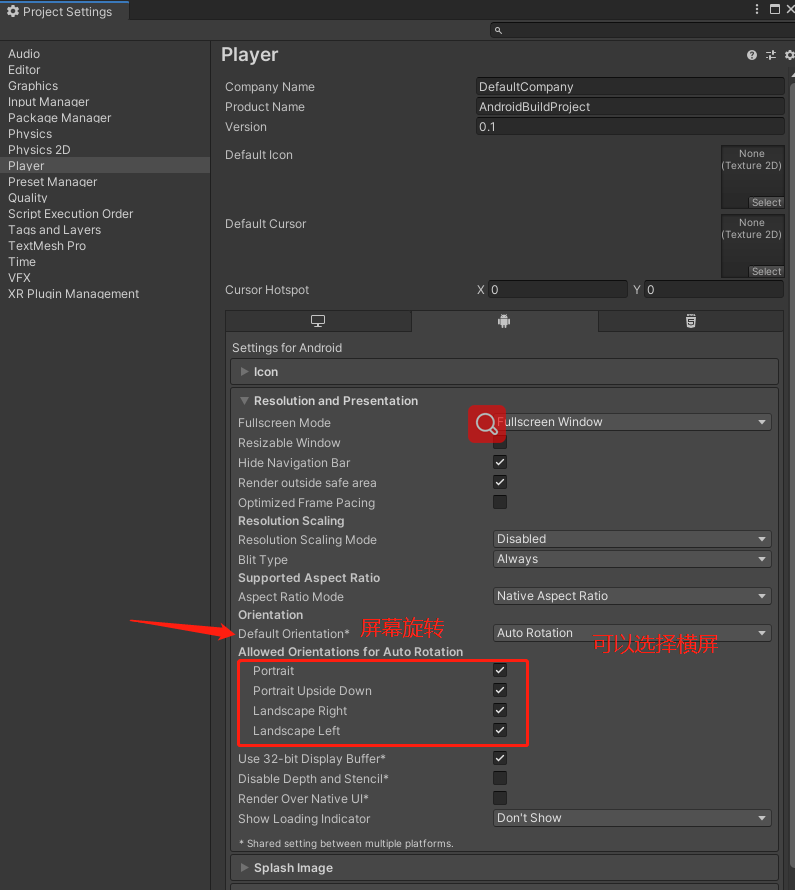 Project Settings
Audio
Editor
Graphics
Input Manager
Package Manager
Physics
Physics 2D
Player
Preset Manager
Quality
Script Execution Order
Tags and Layers
TextMesh Pro
Time
VFX
XR Plugin Management
Player
Company Name DefaultCompany
Product Name AndroidBuildProject
Version 0.1
Default Icon
None
(Texture 2D)
Select
Default Cursor
None
(Texture 2D)
Select
Cursor Hotspot X 0 Y 0
Settings for Android
Icon
Resolution and Presentation
Fullscreen Mode Fullscreen Window
Resizable Window
Hide Navigation Bar
Render outside safe area
Optimized Frame Pacing
Resolution Scaling
Resolution Scaling Mode Disabled
Blit Type Always
Supported Aspect Ratio
Aspect Ratio Mode Native Aspect Ratio
Orientation
Default Orientation* 屏幕旋转 Auto Rotation 可以选择横屏
Allowed Orientations for Auto Rotation
Portrait
Portrait Upside Down
Landscape Right
Landscape Left
Use 32-bit Display Buffer*
Disable Depth and Stencil*
Render Over Native UI*
Show Loading Indicator Don't Show
* Shared setting between multiple platforms.
Splash Image